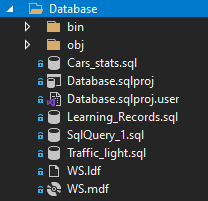 Database
bin
obj
Cars_stats.sql
Database.sqlproj
Database.sqlproj.user
Learning_Records.sql
SqlQuery_1.sql
Traffic_light.sql
WS.ldf
WS.mdf